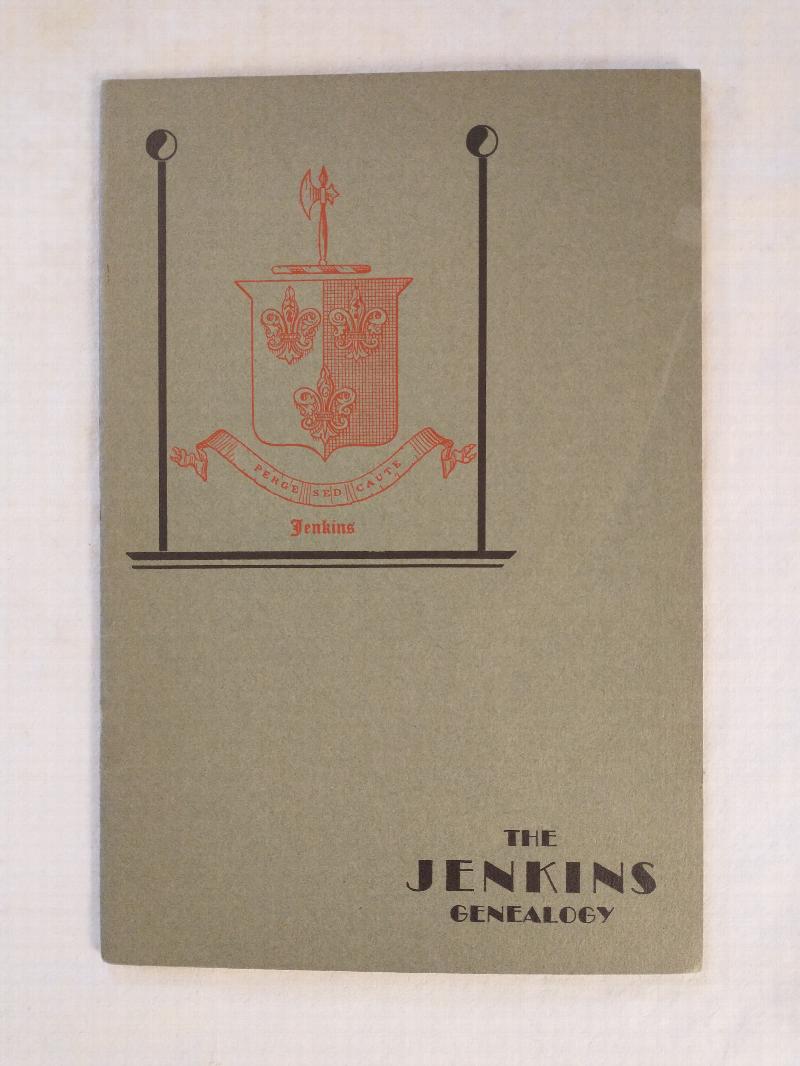 PERGE SED CAUTE
Jenkins
THE
JENKINS
GENEALOGY